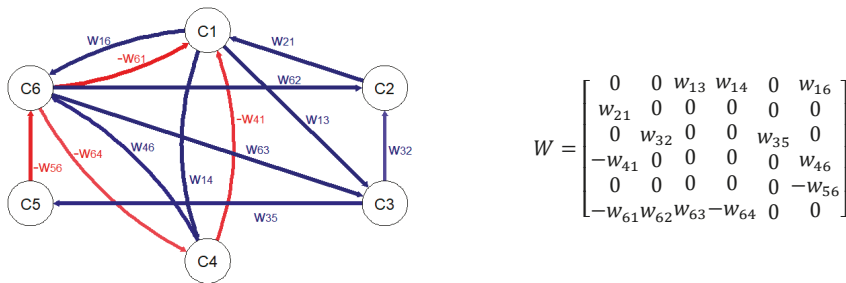 C1
W16
W21
-W61
C6
W62
C2
-W41
W13
-W64
W46
W63
W32
-W56
W14
C5
C3
W35
C4
W =
0 0 w13 w14 0 w16
w21 0 0 0 0 0
0 w32 0 0 w35 0
−w41 0 0 0 0 w46
0 0 0 0 0 −w56
−w61 w62 w63 −w64 0 0